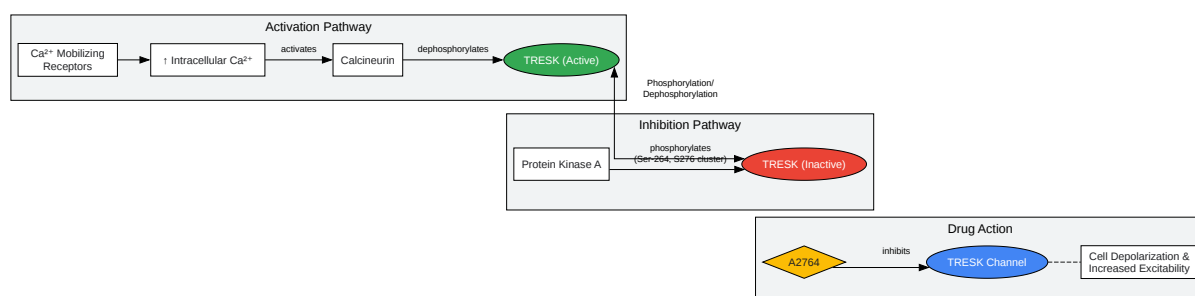 Activation Pathway
Ca²⁺ Mobilizing
Receptors
↑ Intracellular Ca²⁺
activates
Calcineurin
dephosphorylates
TRESK (Active)
Phosphorylation/
Dephosphorylation
Inhibition Pathway
Protein Kinase A
phosphorylates
(Ser-264, S276 cluster)
TRESK (Inactive)
Drug Action
A2764
inhibits
TRESK Channel
Cell Depolarization &
Increased Excitability